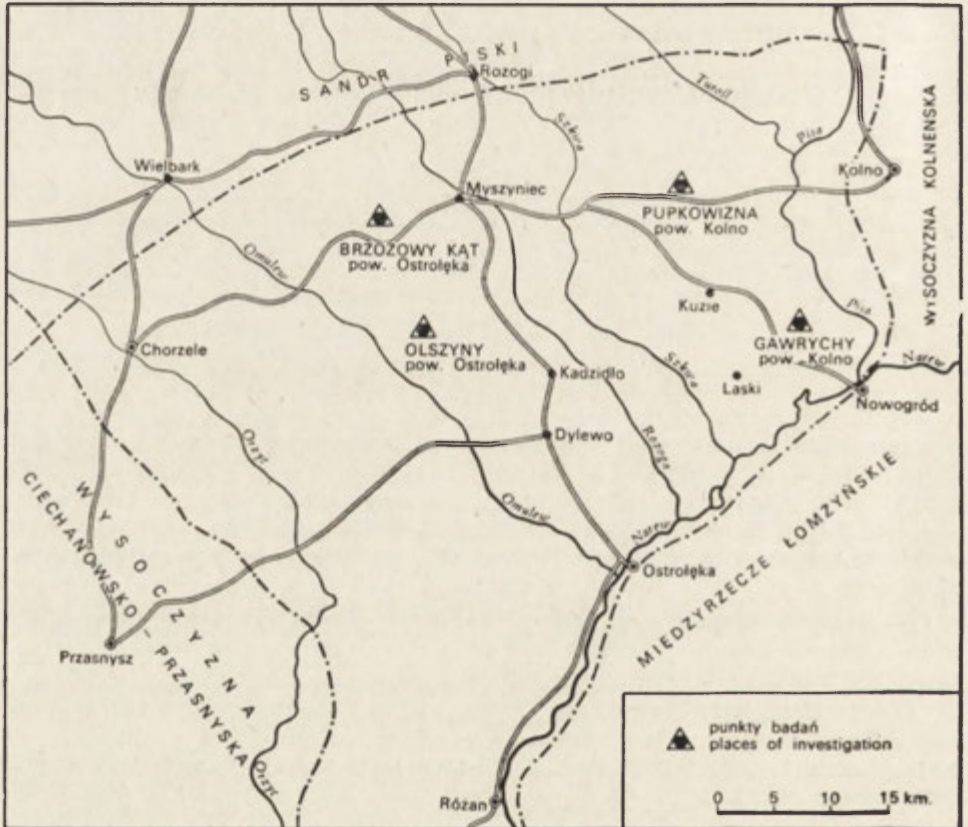 SANDR PISKI
Rozogi
Turośl
Szkwa
Pisa
Wielbark
Kolno
Myszyniec
PUPKOWIZNA
pow. Kolno
BRZOZOWY KĄT
pow. Ostrołęka
Omulew
WYSOCZYZNA KOLNEŃSKA
Kuzie
Pisa
GAWRYCHY
pow. Kolno
Chorzele
OLSZYNY
pow. Ostrołęka
Szkwa
Narew
Kadzidło
Laski
Nowogród
Orzyc
Rozoga
Dylewo
Omulew
Narew
Ostrołęka
MIĘDZYRZECZE ŁOMŻYŃSKIE
WYSOCZYZNA
CIECHANOWSKO-PRZASNYSKA
Przasnysz
Orzyc
Różan
punkty badań
places of investigation
0 5 10 15 km.